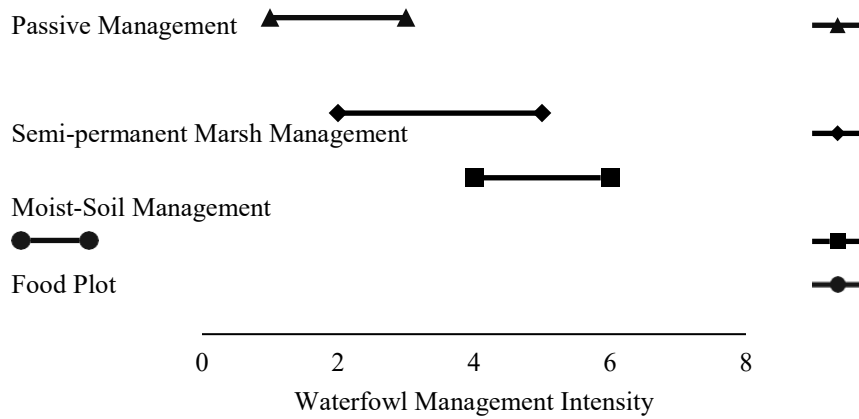 Passive Management
Semi-permanent Marsh Management
Moist-Soil Management
Food Plot
0 2 4 6 8
Waterfowl Management Intensity